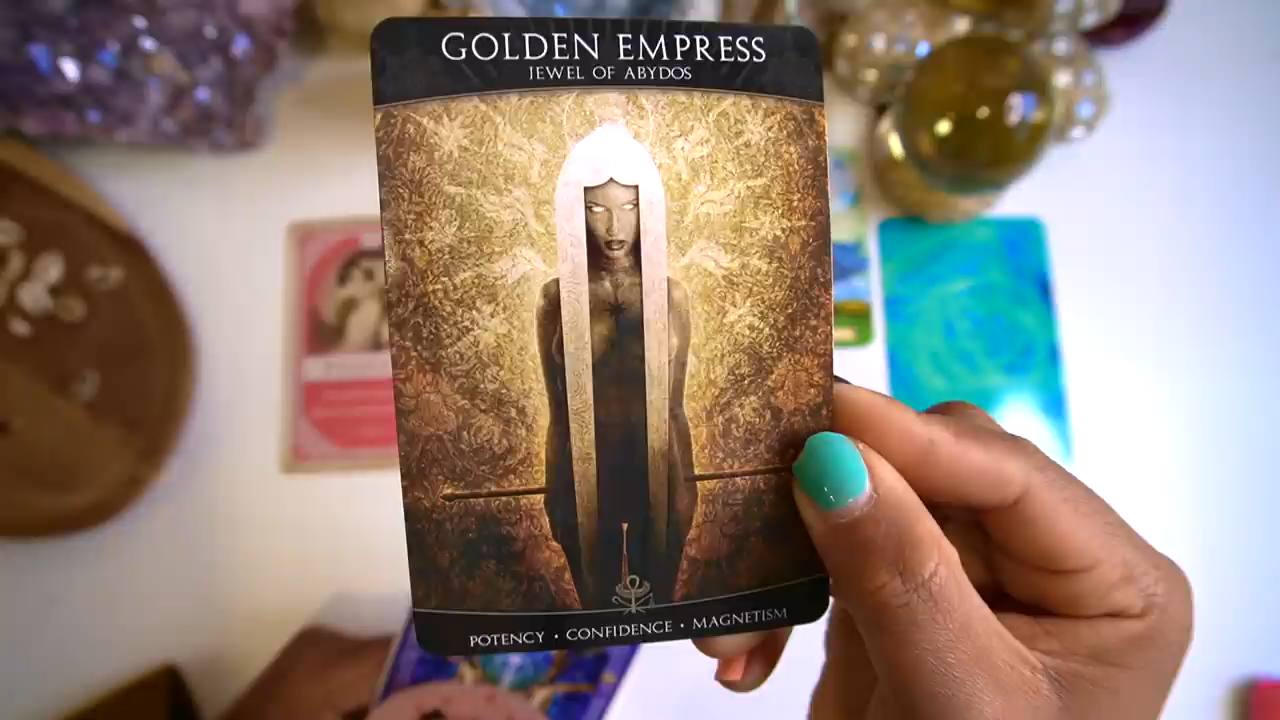 GOLDEN EMPRESS
JEWEL OF ABYDOS
POTENCY • CONFIDENCE • MAGNETISM